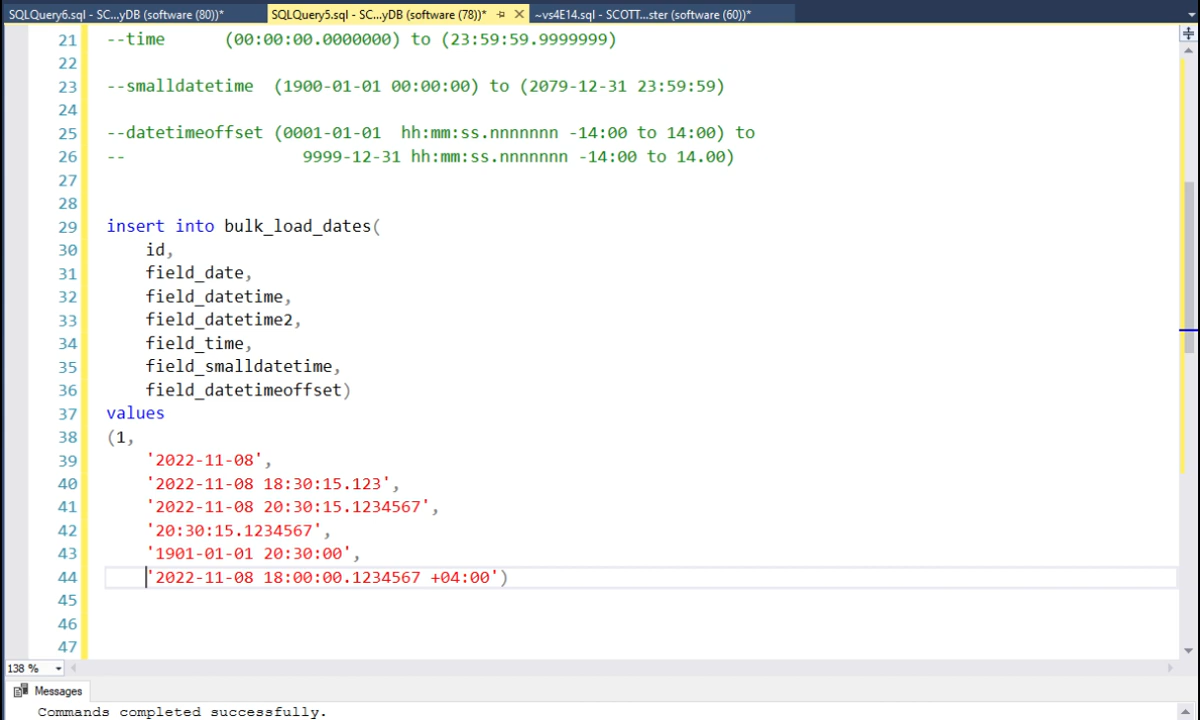 SQLQuery6.sql - SC...yDB (software (80))* SQLQuery5.sql - SC...yDB (software (78))* ~vs4E14.sql - SCOTT...ster (software (60))*
21 --time (00:00:00.0000000) to (23:59:59.9999999)
22
23 --smalldatetime (1900-01-01 00:00:00) to (2079-12-31 23:59:59)
24
25 --datetimeoffset (0001-01-01 hh:mm:ss.nnnnnnn -14:00 to 14:00) to
26 -- 9999-12-31 hh:mm:ss.nnnnnnn -14:00 to 14.00)
27
28
29 insert into bulk_load_dates(
30 id,
31 field_date,
32 field_datetime,
33 field_datetime2,
34 field_time,
35 field_smalldatetime,
36 field_datetimeoffset)
37 values
38 (1,
39 '2022-11-08',
40 '2022-11-08 18:30:15.123',
41 '2022-11-08 20:30:15.1234567',
42 '20:30:15.1234567',
43 '1901-01-01 20:30:00',
44 '2022-11-08 18:00:00.1234567 +04:00')
45
46
47
138 %
Messages
Commands completed successfully.